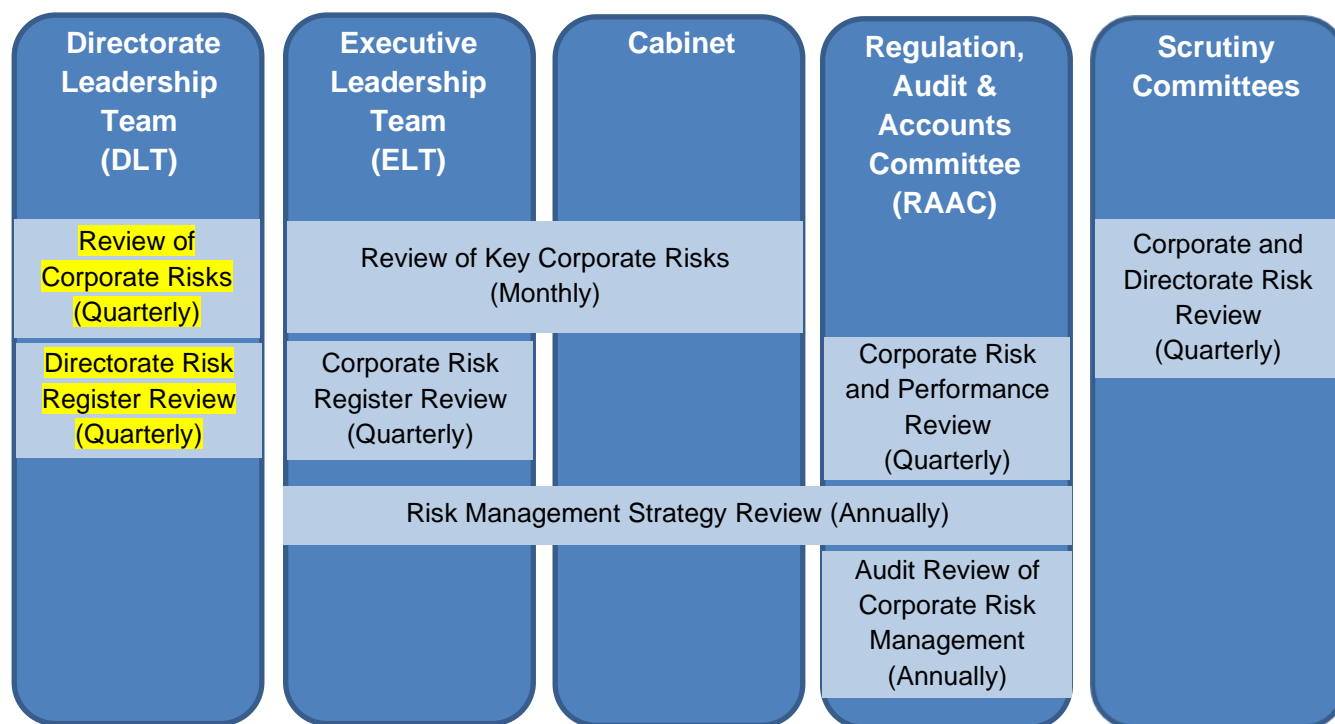 Directorate
Leadership
Team
(DLT)
Executive
Leadership
Team
(ELT)
Cabinet
Regulation,
Audit &
Accounts
Committee
(RAAC)
Scrutiny
Committees
Review of
Corporate Risks
(Quarterly)
Review of Key Corporate Risks
(Monthly)
Corporate and
Directorate Risk
Review
(Quarterly)
Directorate Risk
Register Review
(Quarterly)
Corporate Risk
Register Review
(Quarterly)
Corporate Risk
and Performance
Review
(Quarterly)
Risk Management Strategy Review (Annually)
Audit Review of
Corporate Risk
Management
(Annually)